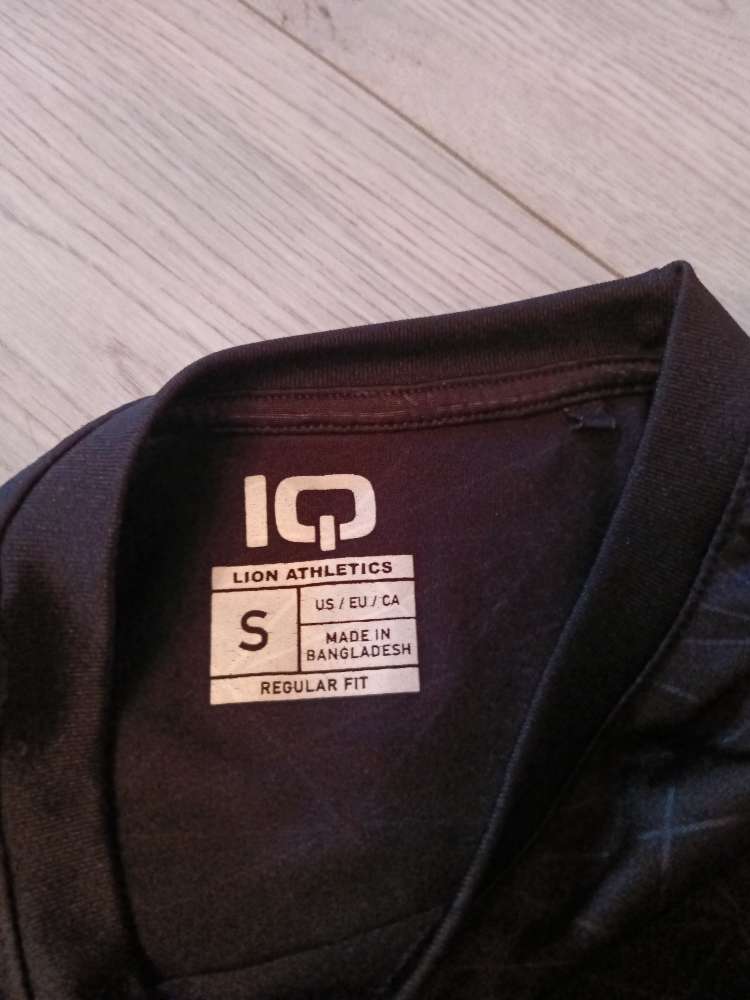 IQ
LION ATHLETICS
S
US / EU / CA
MADE IN
BANGLADESH
REGULAR FIT